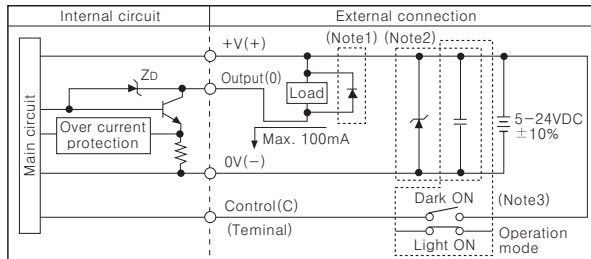 Internal circuit
External connection
+V(+)
(Note1)
(Note2)
ZD
Output(0)
Load
Main circuit
Over current
protection
Max. 100mA
5-24VDC
±10%
0V(-)
Control(C)
(Teminal)
Dark ON
(Note3)
Light ON
Operation
mode